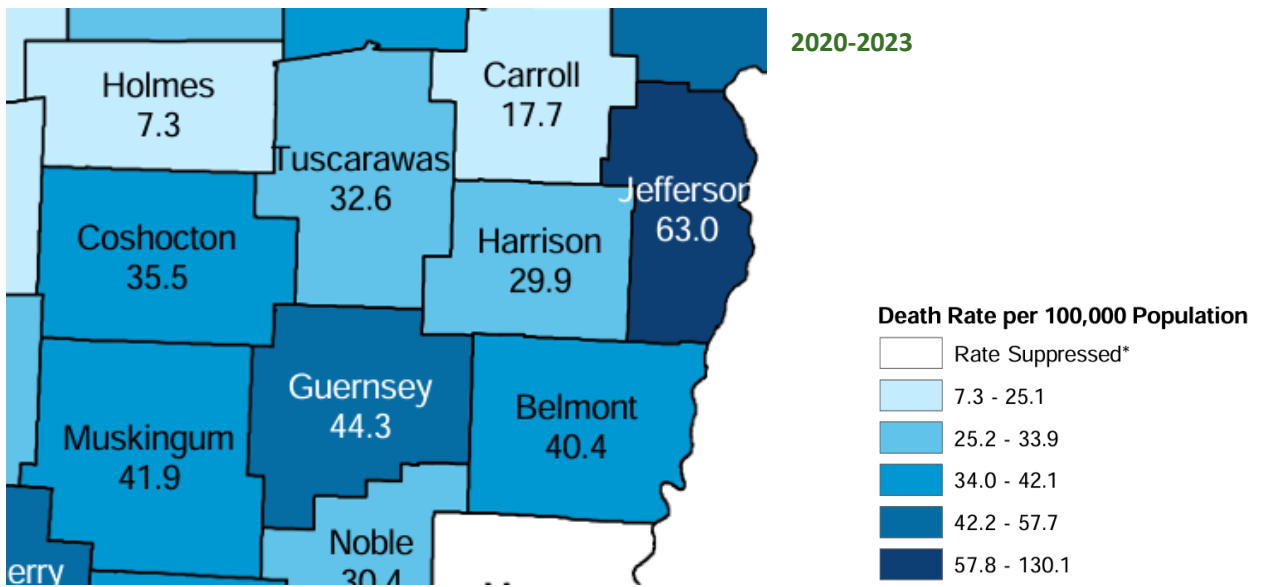 2020-2023
Holmes
7.3
Carroll
17.7
Tuscarawas
32.6
Jefferson
63.0
Coshocton
35.5
Harrison
29.9
Guernsey
44.3
Belmont
40.4
Muskingum
41.9
Noble
30.4
erry
Death Rate per 100,000 Population
Rate Suppressed*
7.3 - 25.1
25.2 - 33.9
34.0 - 42.1
42.2 - 57.7
57.8 - 130.1